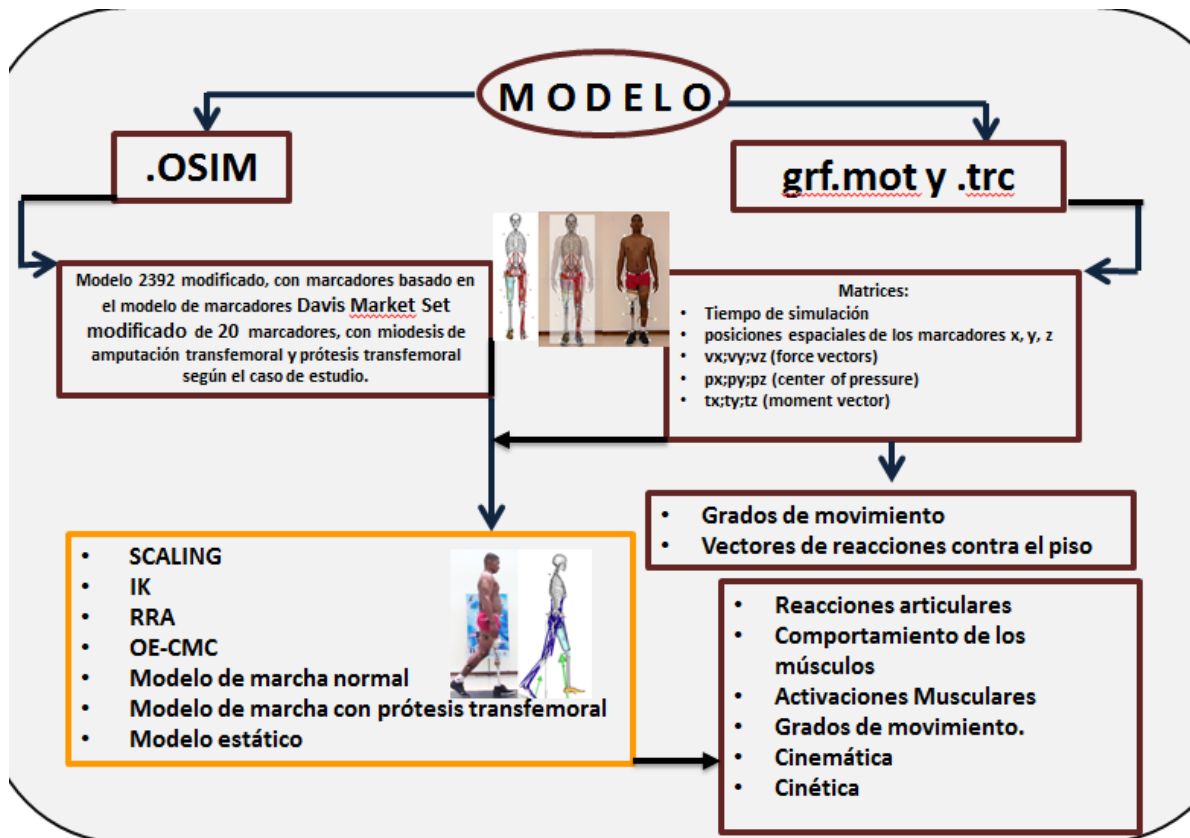 MODELO
.OSIM
grf.mot y .trc
Modelo 2392 modificado, con marcadores basado en
el modelo de marcadores Davis Market Set
modificado de 20 marcadores, con miodesis de
amputación transfemoral y prótesis transfemoral
según el caso de estudio.
Matrices:
• Tiempo de simulación
• posiciones espaciales de los marcadores x, y, z
• vx;vy;vz (force vectors)
• px;py;pz (center of pressure)
• tx;ty;tz (moment vector)
• Grados de movimiento
• Vectores de reacciones contra el piso
• SCALING
• IK
• RRA
• OE-CMC
• Modelo de marcha normal
• Modelo de marcha con prótesis transfemoral
• Modelo estático
• Reacciones articulares
• Comportamiento de los
músculos
• Activaciones Musculares
• Grados de movimiento.
• Cinemática
• Cinética